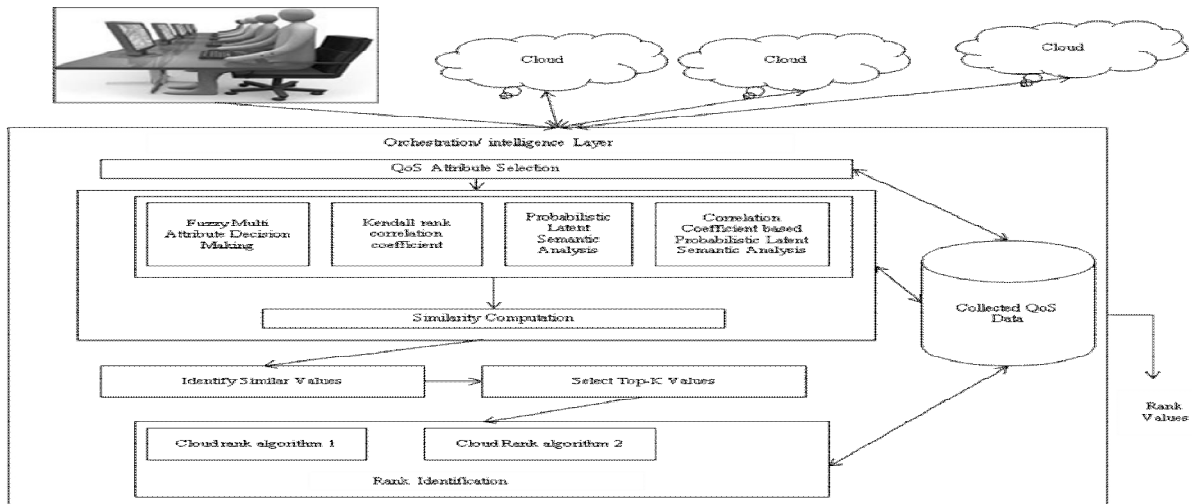 Cloud
Cloud
Cloud
Orchestration/ intelligence Layer
QoS Attribute Selection
Fuzzy Multi
Attribute Decision
Making
Kendall rank
correlation
coefficient
Probabilistic
Latent
Semantic
Analysis
Correlation
Coefficient based
Probabilistic Latent
Semantic Analysis
Similarity Computation
Collected QoS
Data
Identify Similar Values
Select Top-K Values
Rank
Values
Cloud rank algorithm 1
Cloud Rank algorithm 2
Rank Identification